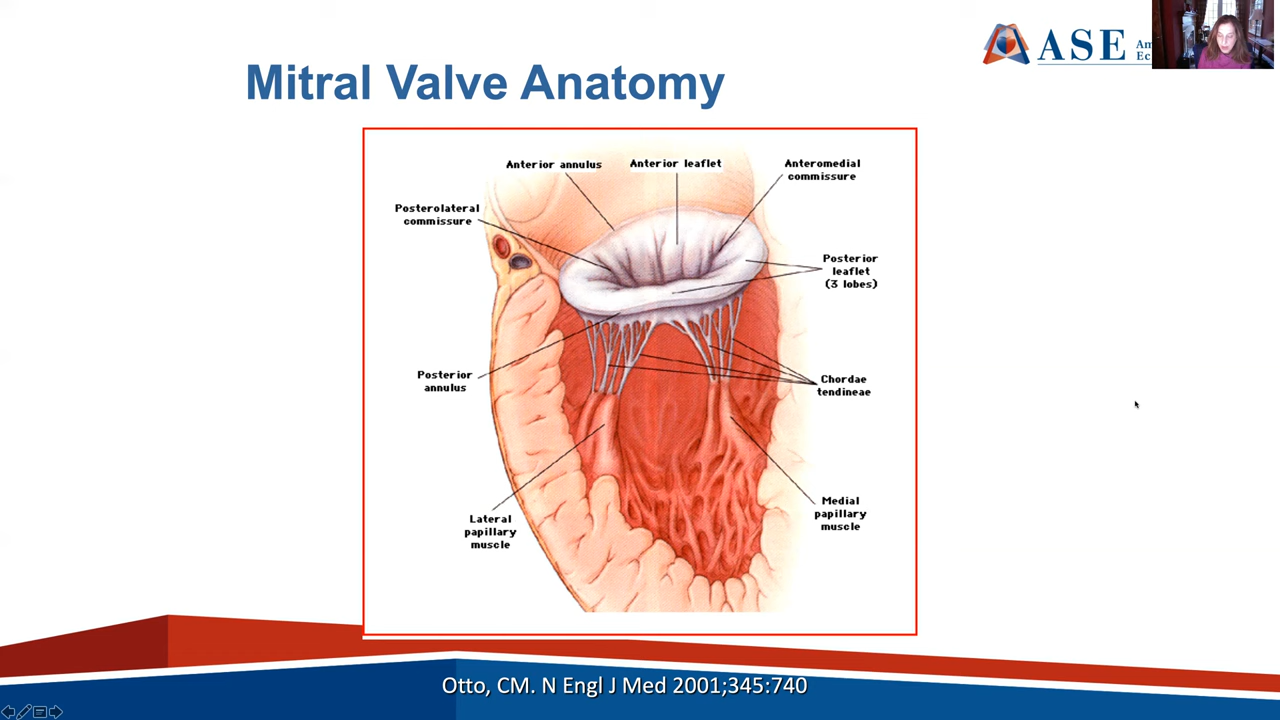 ASE
Mitral Valve Anatomy
Anterior annulus
Anterior leaflet
Anteromedial
commissure
Posterolateral
commissure
Posterior
leaflet
(3 lobes)
Posterior
annulus
Chordae
tendineae
Lateral
papillary
muscle
Medial
papillary
muscle
Otto, CM. N Engl J Med 2001;345:740